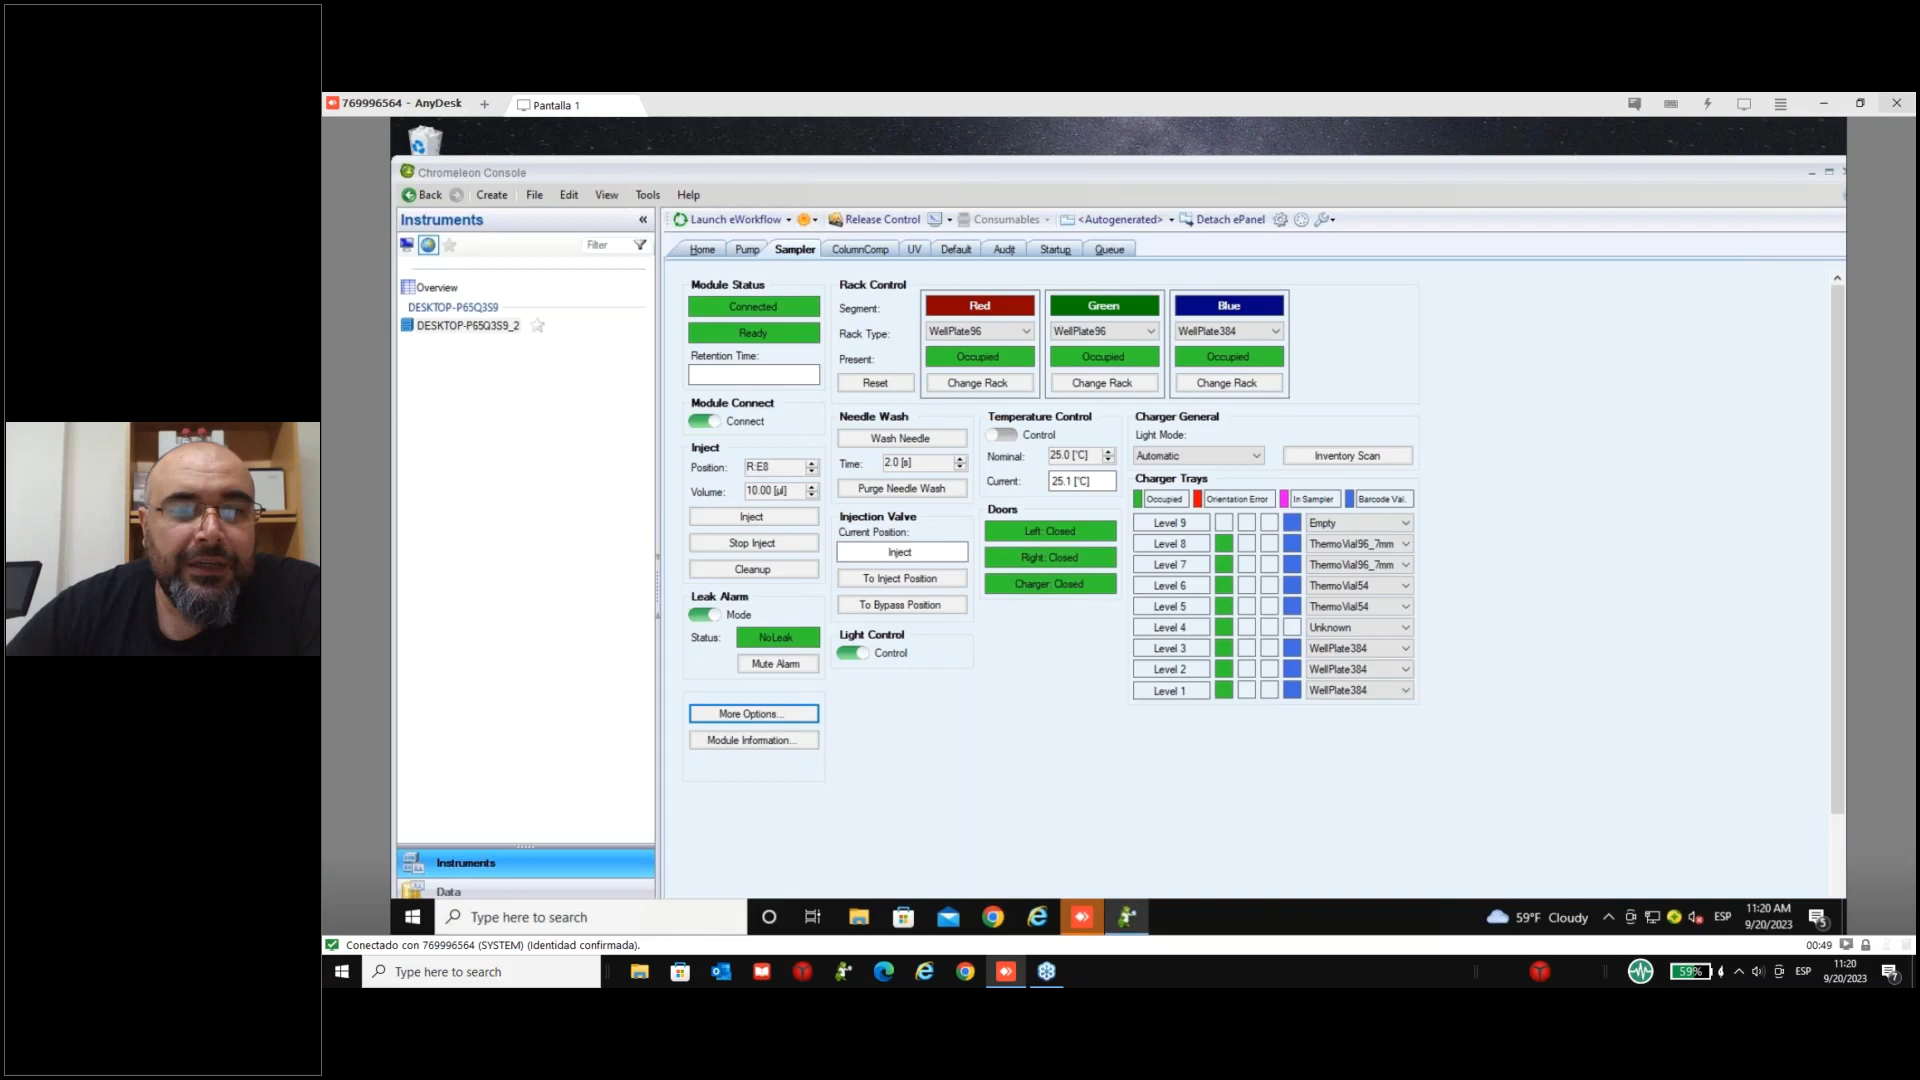 769996564 - AnyDesk
Pantalla 1
Chromeleon Console
Back Create File Edit View Tools Help
Instruments
Launch eWorkflow Release Control Consumables <Autogenerated> Detach ePanel
Filter
Home Pump Sampler ColumnComp UV Default Audit Startup Queue
Overview
DESKTOP-P65Q3S9
DESKTOP-P65Q3S9_2
Module Status
Connected
Ready
Retention Time:
Module Connect
Connect
Inject
Position: R:E8
Volume: 10.00 [µl]
Inject
Stop Inject
Cleanup
Leak Alarm
Mode
Status: NoLeak
Mute Alarm
More Options...
Module Information...
Rack Control
Segment: Red Green Blue
Rack Type: WellPlate96 WellPlate96 WellPlate384
Present: Occupied Occupied Occupied
Reset Change Rack Change Rack Change Rack
Needle Wash
Wash Needle
Time: 2.0 [s]
Purge Needle Wash
Injection Valve
Current Position:
Inject
To Inject Position
To Bypass Position
Light Control
Control
Temperature Control
Control
Nominal: 25.0 [°C]
Current: 25.1 [°C]
Doors
Left: Closed
Right: Closed
Charger: Closed
Charger General
Light Mode:
Automatic Inventory Scan
Charger Trays
Occupied Orientation Error In Sampler Barcode Val.
Level 9 Empty
Level 8 ThermoVial96_7mm
Level 7 ThermoVial96_7mm
Level 6 ThermoVial54
Level 5 ThermoVial54
Level 4 Unknown
Level 3 WellPlate384
Level 2 WellPlate384
Level 1 WellPlate384
Instruments
Data
Type here to search
59°F Cloudy
ESP
11:20 AM
9/20/2023
5
Conectado con 769996564 (SYSTEM) (Identidad confirmada).
00:49
Type here to search
59%
ESP
11:20
9/20/2023
7